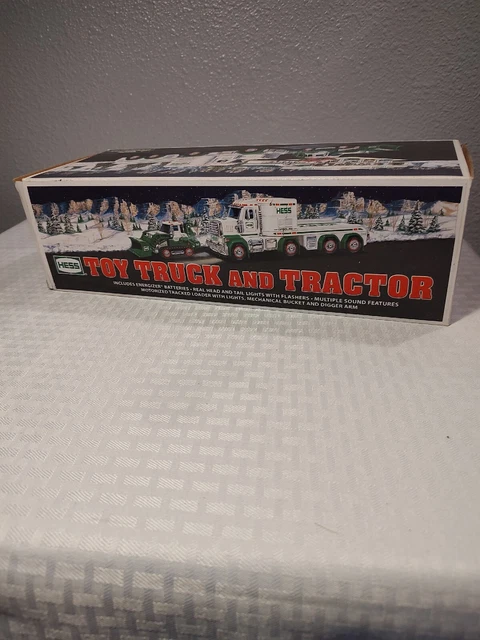 HESS
HESS
TOY TRUCK AND TRACTOR
INCLUDES ENERGIZER® BATTERIES • REAL HEAD AND TAIL LIGHTS WITH FLASHERS • MULTIPLE SOUND FEATURES
MOTORIZED TRACKED LOADER WITH LIGHTS, MECHANICAL BUCKET AND DIGGER ARM